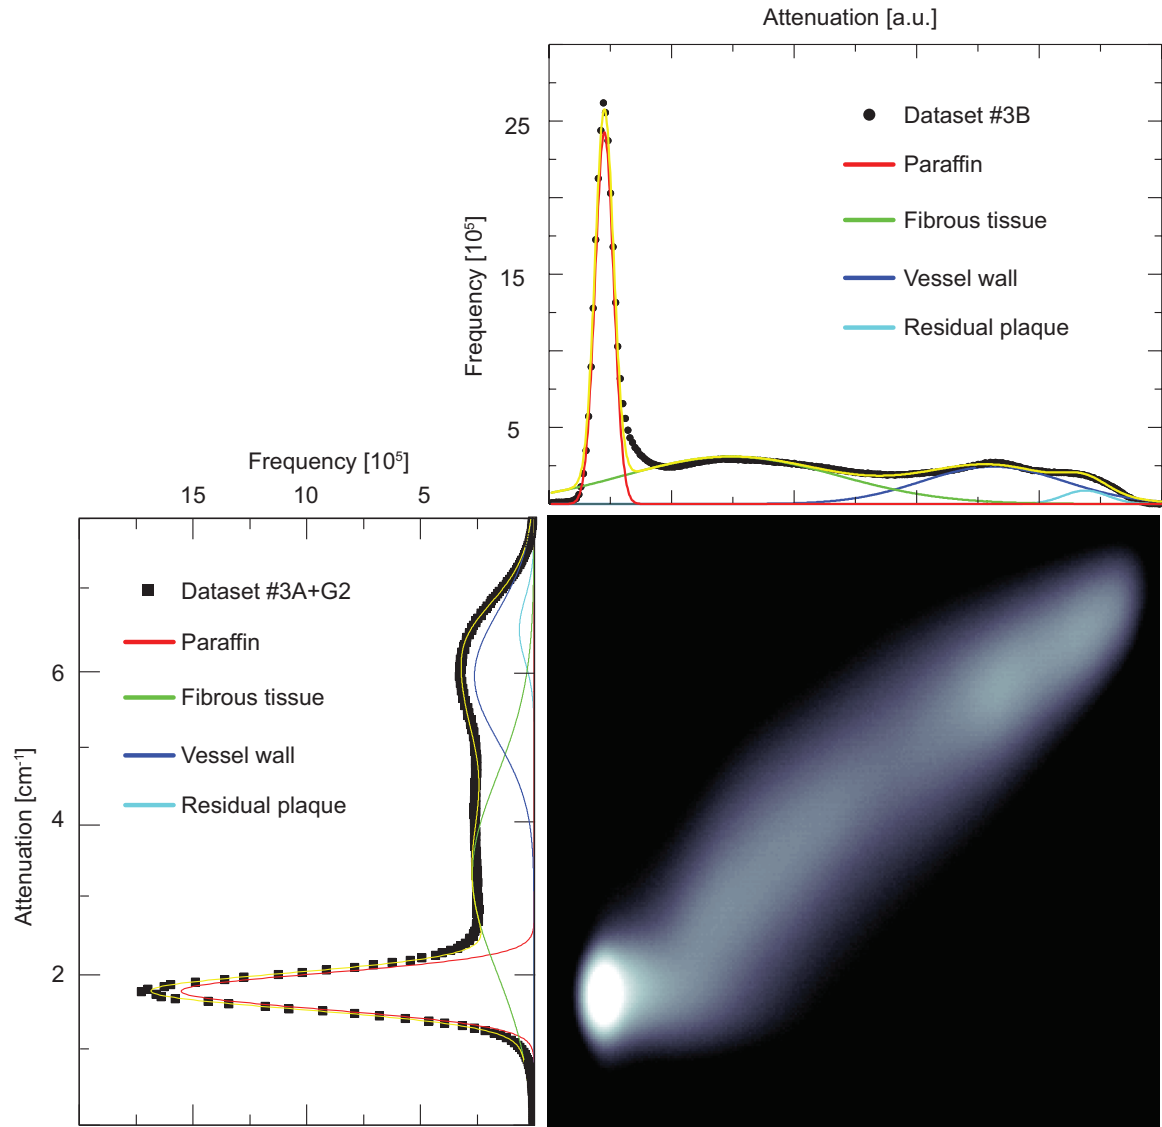 Attenuation [a.u.]
Frequency [10⁵]
25
15
5
Dataset #3B
Paraffin
Fibrous tissue
Vessel wall
Residual plaque
Frequency [10⁵]
15
10
5
Attenuation [cm⁻¹]
6
4
2
Dataset #3A+G2
Paraffin
Fibrous tissue
Vessel wall
Residual plaque